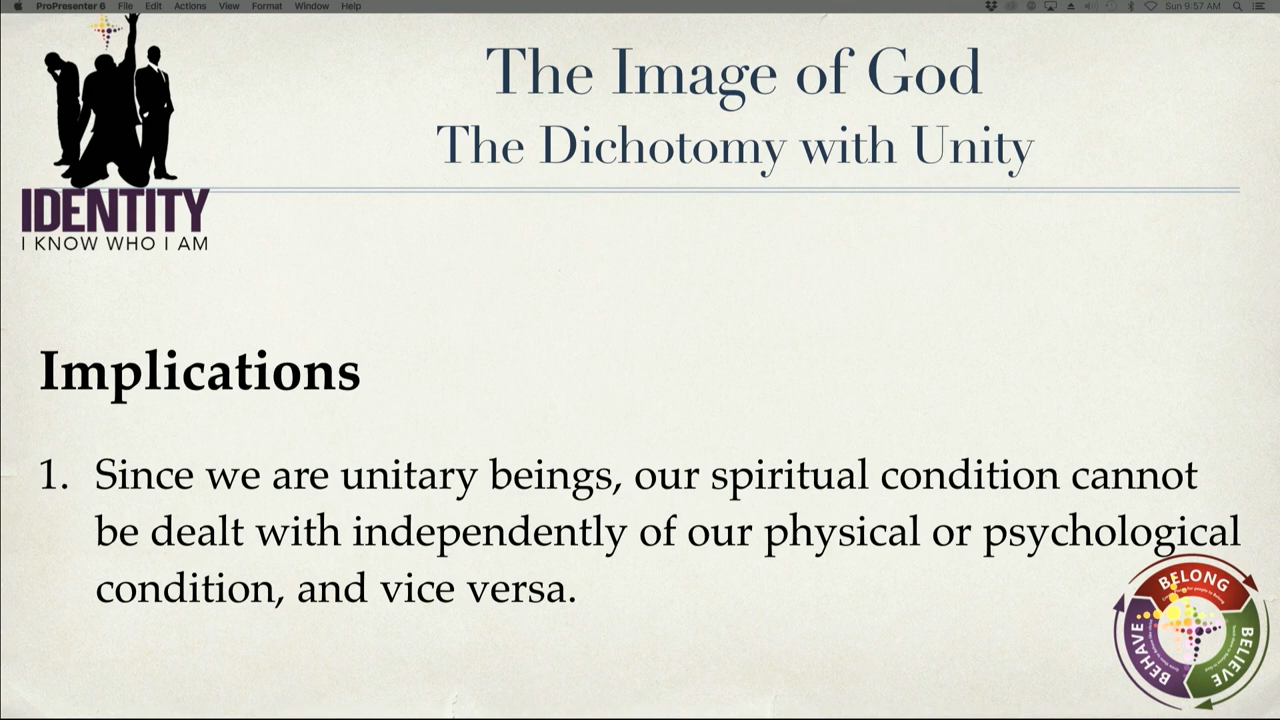 ProPresenter 6 File Edit Actions View Format Window Help Sun 9:57 AM
The Image of God
The Dichotomy with Unity
IDENTITY
I KNOW WHO I AM
Implications
1. Since we are unitary beings, our spiritual condition cannot
be dealt with independently of our physical or psychological
condition, and vice versa.
BELONG
BELIEVE
BEHAVE